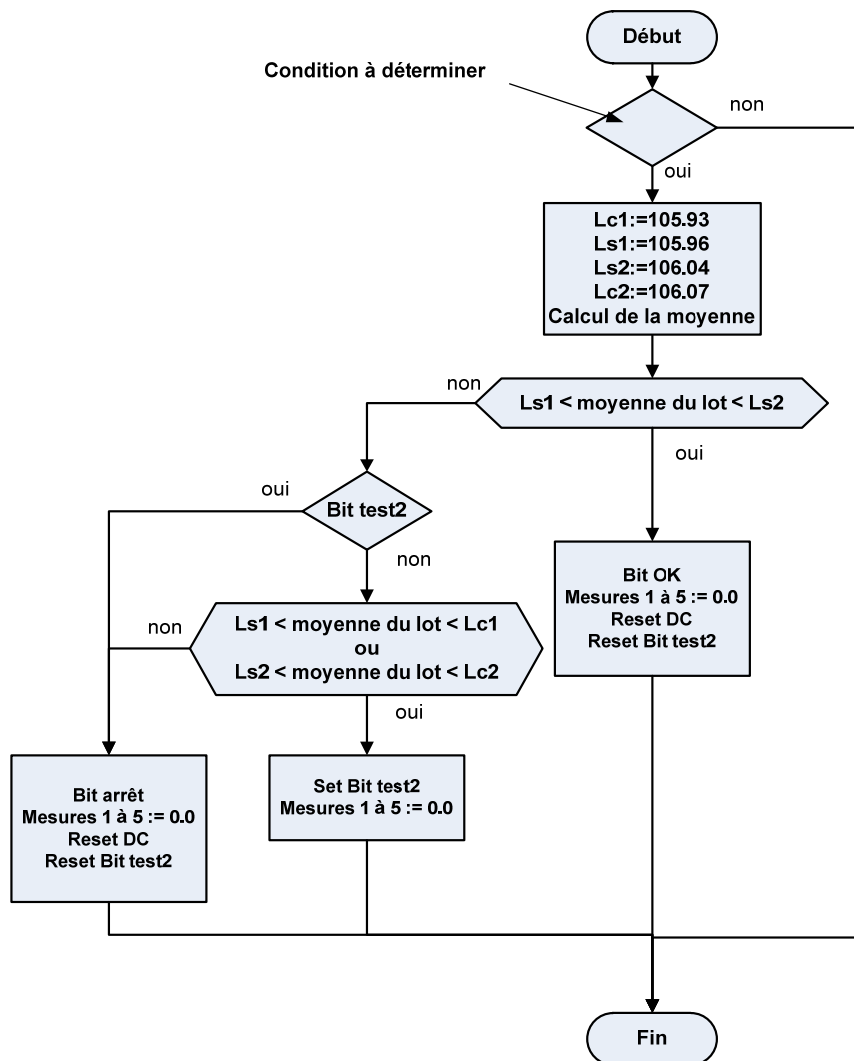 Début
Condition à déterminer
non
oui
Lc1:=105.93
Ls1:=105.96
Ls2:=106.04
Lc2:=106.07
Calcul de la moyenne
non
Ls1 < moyenne du lot < Ls2
oui
oui
Bit test2
non
Bit OK
Mesures 1 à 5 := 0.0
Reset DC
Reset Bit test2
non
Ls1 < moyenne du lot < Lc1
ou
Ls2 < moyenne du lot < Lc2
oui
Bit arrêt
Mesures 1 à 5 := 0.0
Reset DC
Reset Bit test2
Set Bit test2
Mesures 1 à 5 := 0.0
Fin